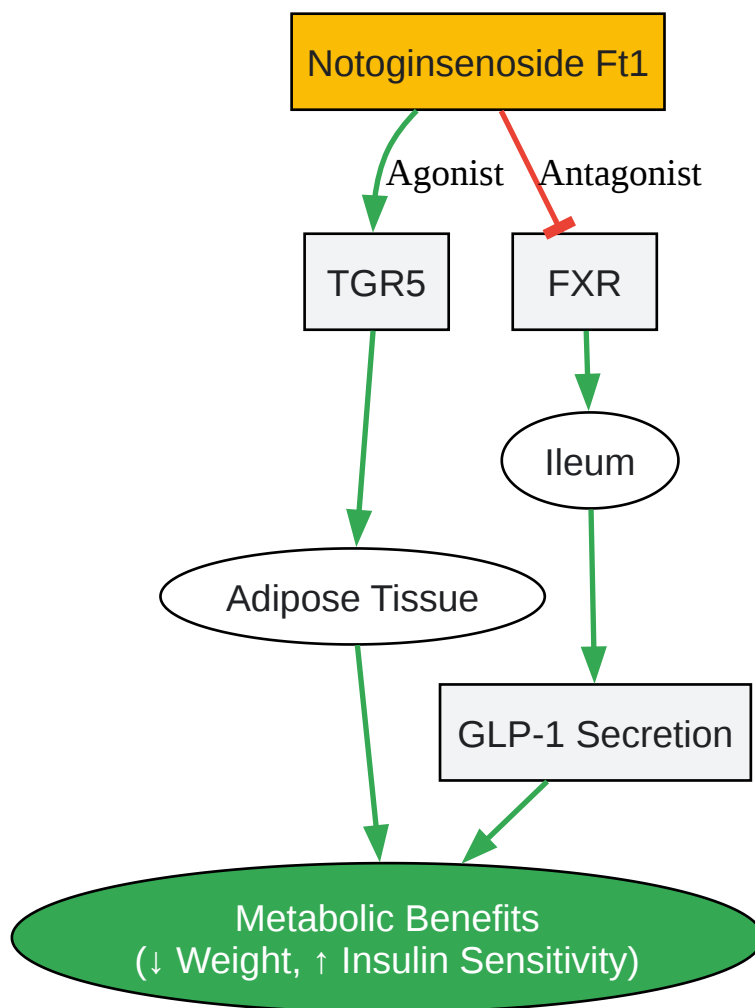 Notoginsenoside Ft1
Agonist
Antagonist
TGR5
FXR
Ileum
Adipose Tissue
GLP-1 Secretion
Metabolic Benefits
(↓ Weight, ↑ Insulin Sensitivity)